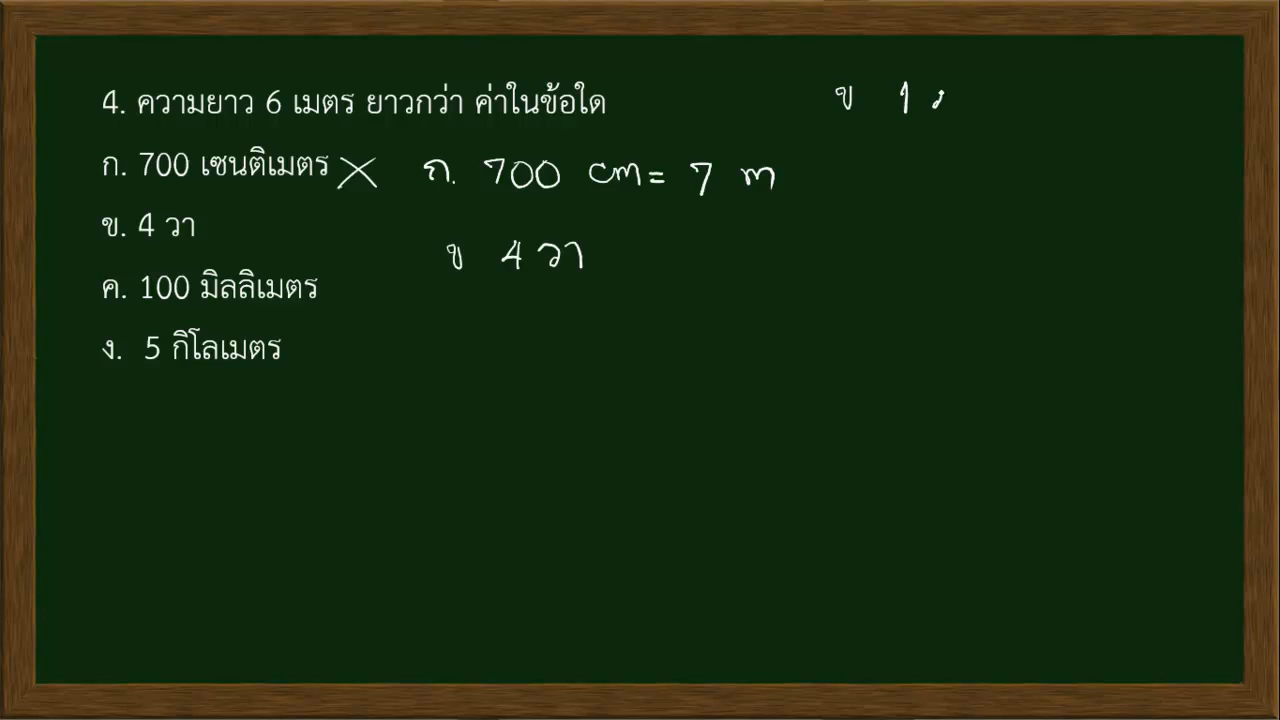 4. ความยาว 6 เมตร ยาวกว่า ค่าในข้อใด
ข 1
ก. 700 เซนติเมตร
ก. 700 cm = 7 m
ข. 4 วา
ข 4 วา
ค. 100 มิลลิเมตร
ง. 5 กิโลเมตร